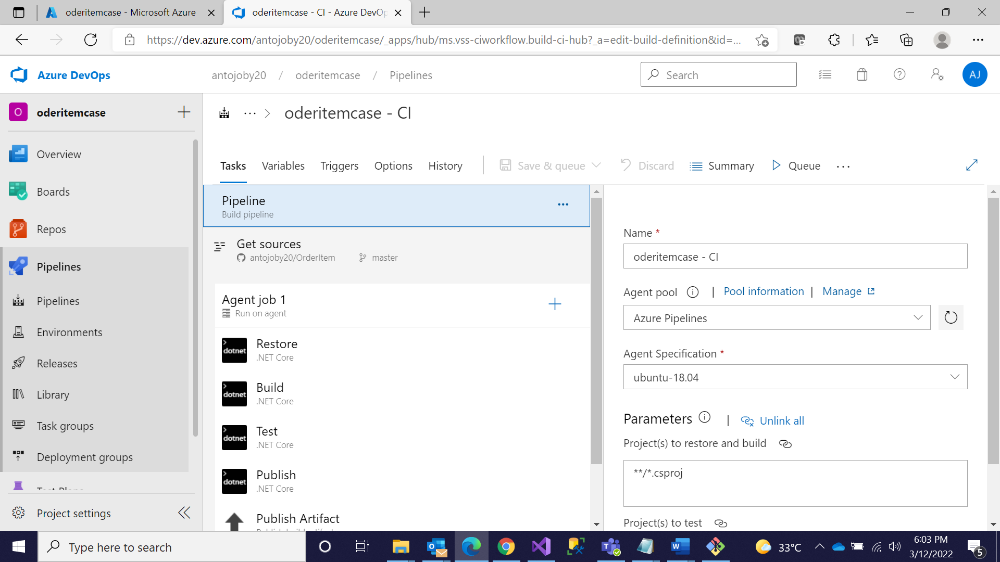 oderitemcase - Microsoft Azure
oderitemcase - CI - Azure DevOp
https://dev.azure.com/antojoby20/oderitemcase/_apps/hub/ms.vss-ciworkflow.build-ci-hub?_a=edit-build-definition&id=...
Azure DevOps
antojoby20 / oderitemcase / Pipelines
Search
AJ
O oderitemcase
Overview
Boards
Repos
Pipelines
Pipelines
Environments
Releases
Library
Task groups
Deployment groups
Test Plans
Project settings
... > oderitemcase - CI
Tasks Variables Triggers Options History Save & queue Discard Summary Queue ...
Pipeline
Build pipeline
Get sources
antojoby20/OrderItem master
Agent job 1
Run on agent
dotnet Restore
.NET Core
dotnet Build
.NET Core
dotnet Test
.NET Core
dotnet Publish
.NET Core
Publish Artifact
Name *
oderitemcase - CI
Agent pool | Pool information | Manage
Azure Pipelines
Agent Specification *
ubuntu-18.04
Parameters | Unlink all
Project(s) to restore and build
**/*.csproj
Project(s) to test
Type here to search
33°C
6:03 PM
3/12/2022
5